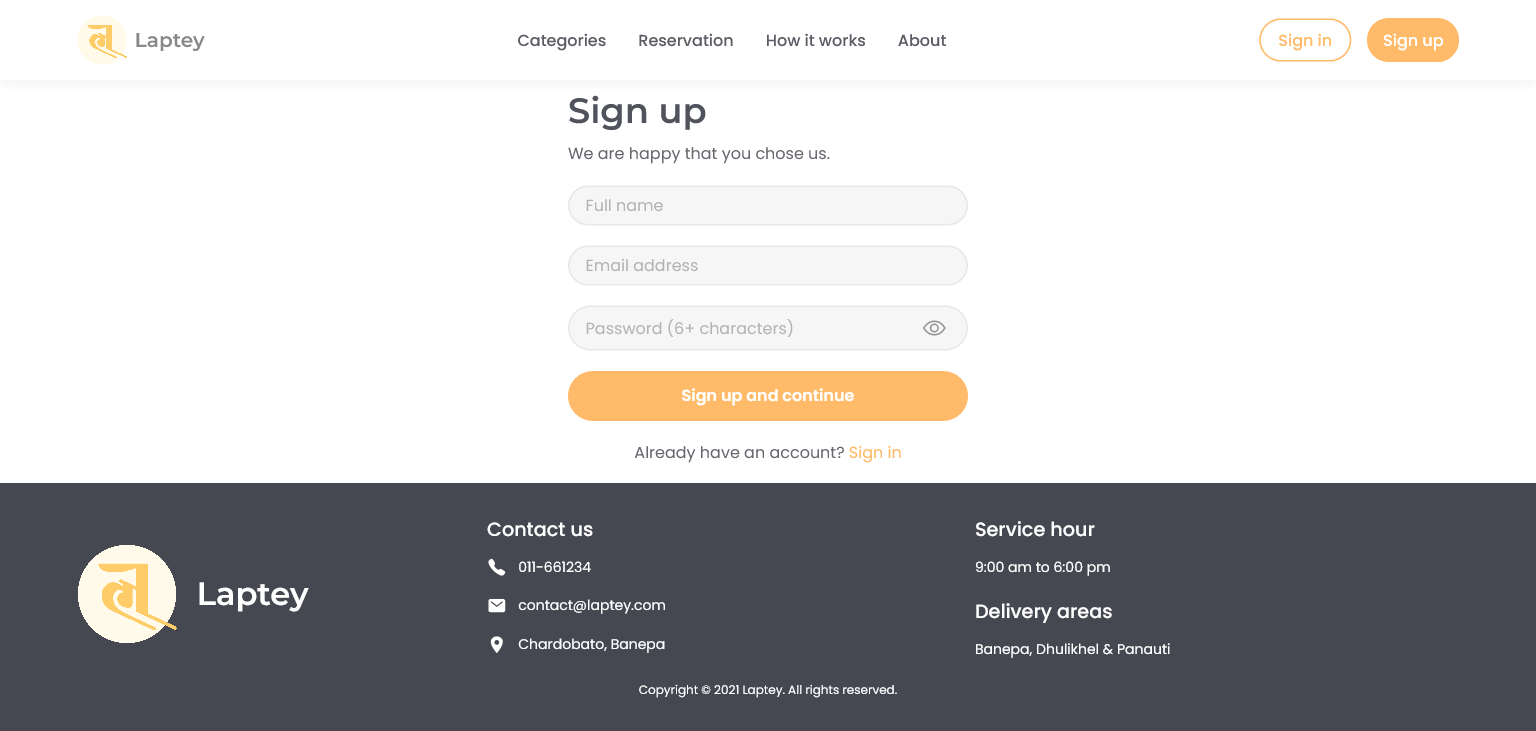 Laptey
Categories
Reservation
How it works
About
Sign in
Sign up
Sign up
We are happy that you chose us.
Full name
Email address
Password (6+ characters)
Sign up and continue
Already have an account? Sign in
Laptey
Contact us
011-661234
contact@laptey.com
Chardobato, Banepa
Service hour
9:00 am to 6:00 pm
Delivery areas
Banepa, Dhulikhel & Panauti
Copyright © 2021 Laptey. All rights reserved.